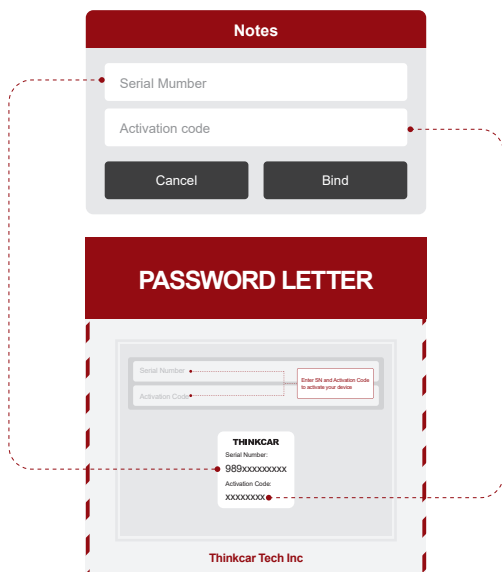 Notes
Serial Mumber
Activation code
Cancel
Bind
PASSWORD LETTER
Serial Number
Activation Code
Enter SN and Activation Code
to activate your device
THINKCAR
Serial Number:
989xxxxxxxxx
Activation Code:
xxxxxxxx
Thinkcar Tech Inc